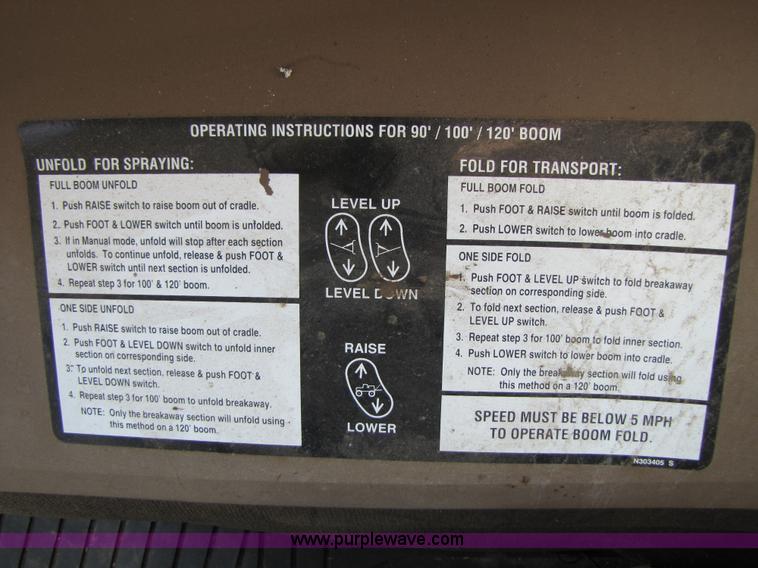 OPERATING INSTRUCTIONS FOR 90' / 100' / 120' BOOM
UNFOLD FOR SPRAYING:
FULL BOOM UNFOLD
1. Push RAISE switch to raise boom out of cradle.
2. Push FOOT & LOWER switch until boom is unfolded.
3. If in Manual mode, unfold will stop after each section
unfolds. To continue unfold, release & push FOOT &
LOWER switch until next section is unfolded.
4. Repeat step 3 for 100' & 120' boom.
ONE SIDE UNFOLD
1. Push RAISE switch to raise boom out of cradle.
2. Push FOOT & LEVEL DOWN switch to unfold inner
section on corresponding side.
3. To unfold next section, release & push FOOT &
LEVEL DOWN switch.
4. Repeat step 3 for 100' boom to unfold breakaway.
NOTE: Only the breakaway section will unfold using
this method on a 120' boom.
LEVEL UP
LEVEL DOWN
RAISE
LOWER
FOLD FOR TRANSPORT:
FULL BOOM FOLD
1. Push FOOT & RAISE switch until boom is folded.
2. Push LOWER switch to lower boom into cradle.
ONE SIDE FOLD
1. Push FOOT & LEVEL UP switch to fold breakaway
section on corresponding side.
2. To fold next section, release & push FOOT &
LEVEL UP switch.
3. Repeat step 3 for 100' boom to fold inner section.
4. Push LOWER switch to lower boom into cradle.
NOTE: Only the breakaway section will fold using
this method on a 120' boom.
SPEED MUST BE BELOW 5 MPH
TO OPERATE BOOM FOLD.
N303405 S
www.purplewave.com